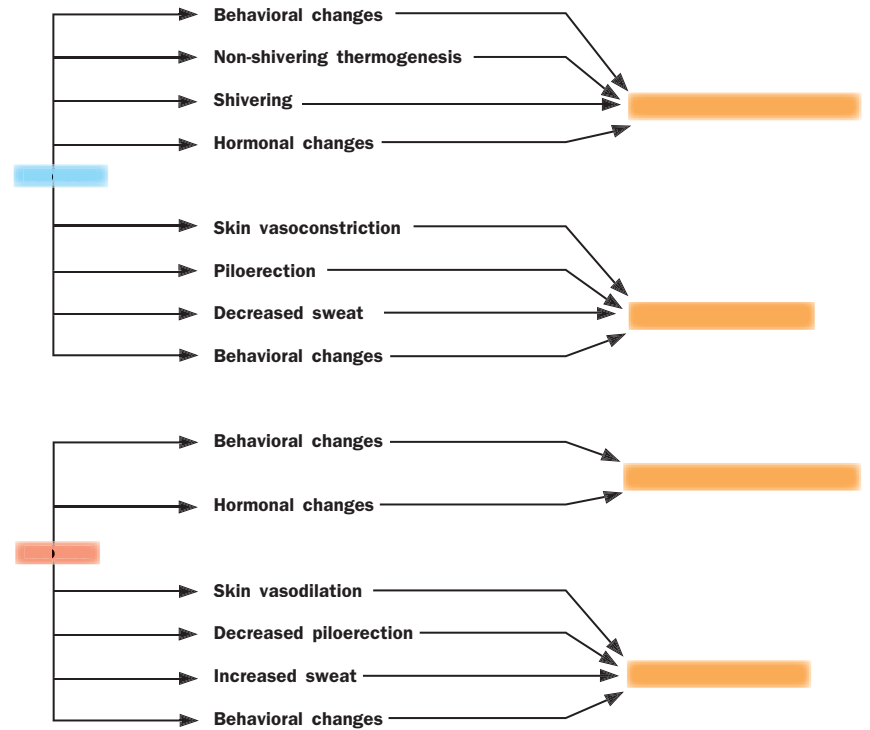 Behavioral changes
Non-shivering thermogenesis
Shivering
Hormonal changes
Skin vasoconstriction
Piloerection
Decreased sweat
Behavioral changes
Behavioral changes
Hormonal changes
Skin vasodilation
Decreased piloerection
Increased sweat
Behavioral changes